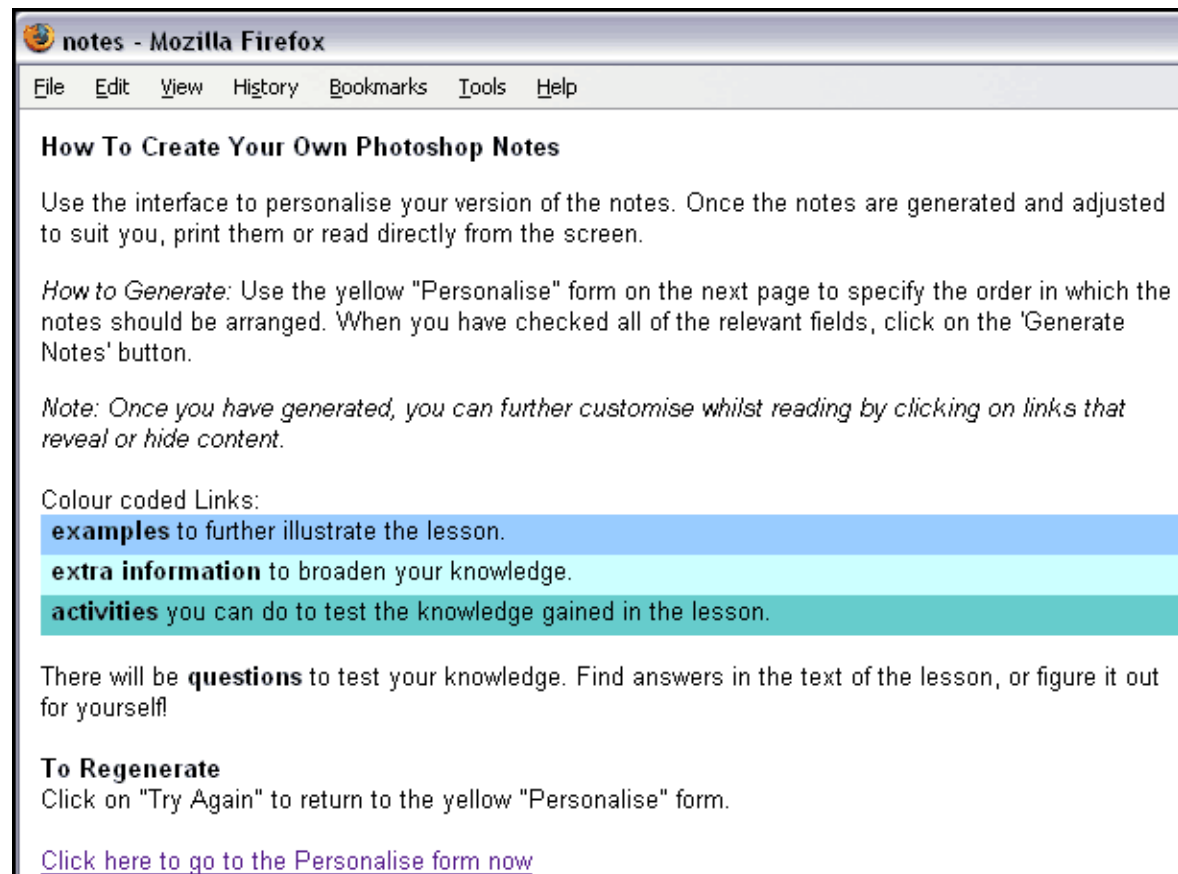 notes - Mozilla Firefox
File Edit View History Bookmarks Tools Help
How To Create Your Own Photoshop Notes
Use the interface to personalise your version of the notes. Once the notes are generated and adjusted
to suit you, print them or read directly from the screen.
How to Generate: Use the yellow "Personalise" form on the next page to specify the order in which the
notes should be arranged. When you have checked all of the relevant fields, click on the 'Generate
Notes' button.
Note: Once you have generated, you can further customise whilst reading by clicking on links that
reveal or hide content.
Colour coded Links:
examples to further illustrate the lesson.
extra information to broaden your knowledge.
activities you can do to test the knowledge gained in the lesson.
There will be questions to test your knowledge. Find answers in the text of the lesson, or figure it out
for yourself!
To Regenerate
Click on "Try Again" to return to the yellow "Personalise" form.
Click here to go to the Personalise form now